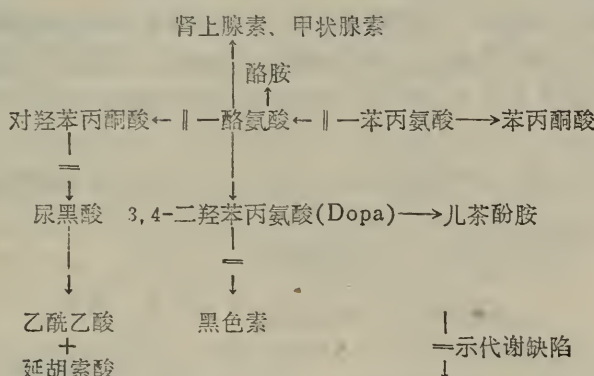 肾上腺素、甲状腺素
酪胺
对羟苯丙酮酸 酪氨酸 苯丙氨酸 苯丙酮酸
尿黑酸 3,4-二羟苯丙氨酸(Dopa) 儿茶酚胺
乙酰乙酸 黑色素
+ 示代谢缺陷
延胡索酸